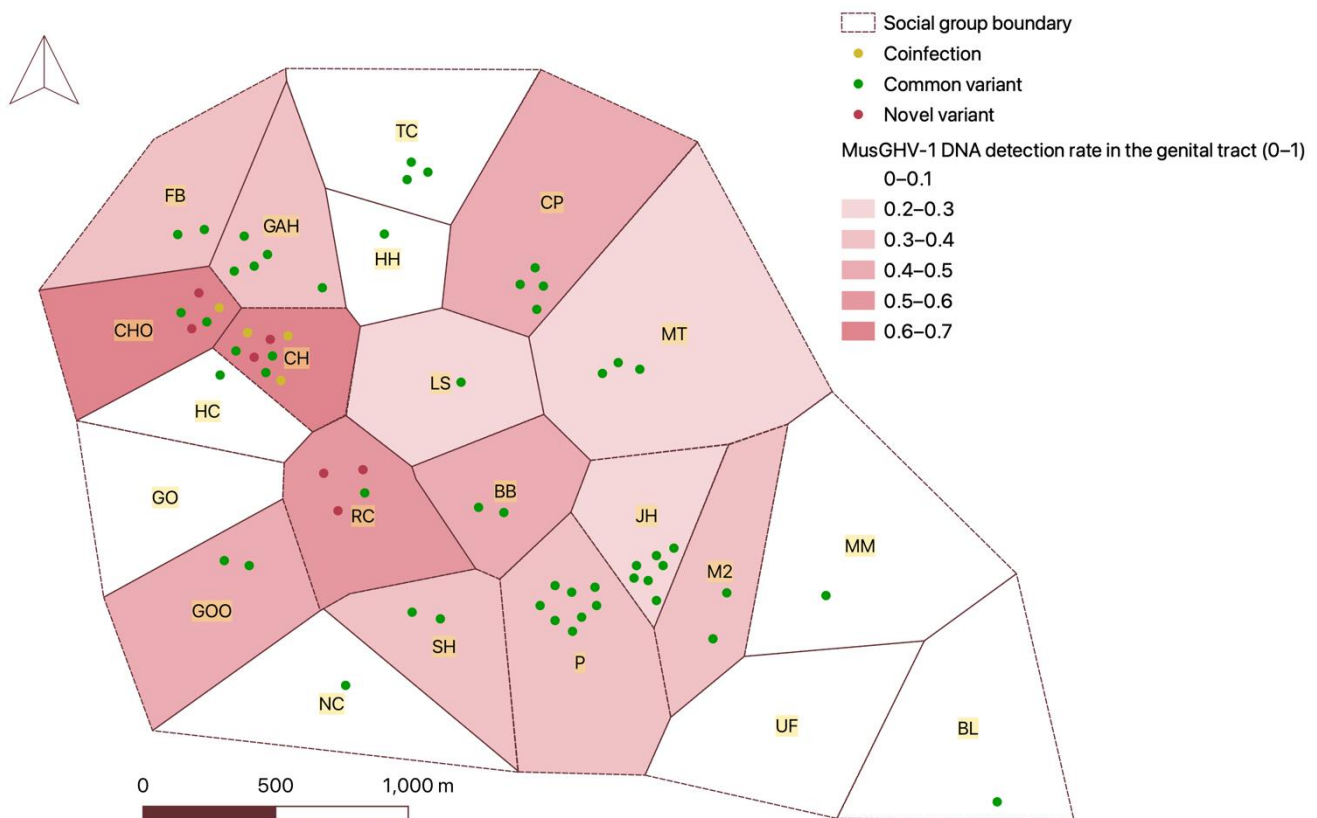 Social group boundary
Coinfection
Common variant
Novel variant
MusGHV-1 DNA detection rate in the genital tract (0–1)
0–0.1
0.2–0.3
0.3–0.4
0.4–0.5
0.5–0.6
0.6–0.7
TC
FB
CP
GAH
HH
CHO
MT
CH
LS
HC
BB
GO
RC
JH
MM
M2
GOO
SH
P
NC
UF
BL
0 500 1,000 m